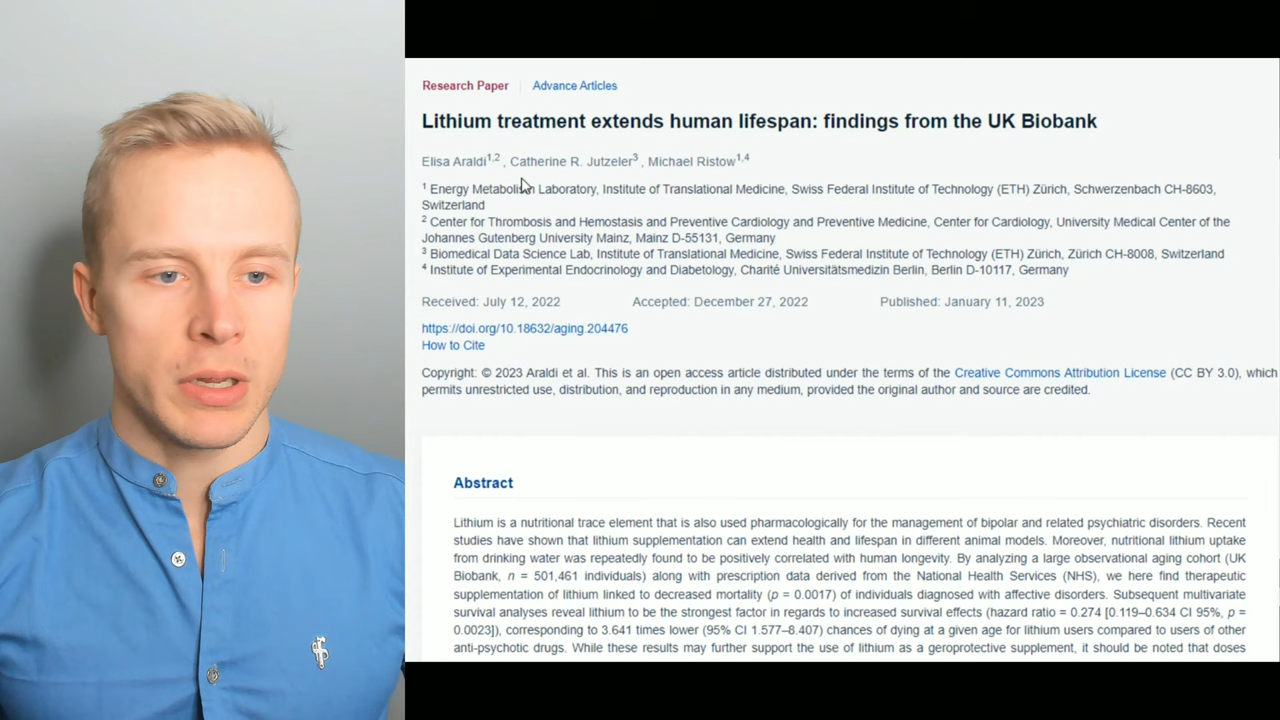 Research Paper | Advance Articles
Lithium treatment extends human lifespan: findings from the UK Biobank
Elisa Araldi1,2 , Catherine R. Jutzeler3 , Michael Ristow1,4
1 Energy Metabolism Laboratory, Institute of Translational Medicine, Swiss Federal Institute of Technology (ETH) Zürich, Schwerzenbach CH-8603,
Switzerland
2 Center for Thrombosis and Hemostasis and Preventive Cardiology and Preventive Medicine, Center for Cardiology, University Medical Center of the
Johannes Gutenberg University Mainz, Mainz D-55131, Germany
3 Biomedical Data Science Lab, Institute of Translational Medicine, Swiss Federal Institute of Technology (ETH) Zürich, Zürich CH-8008, Switzerland
4 Institute of Experimental Endocrinology and Diabetology, Charité Universitätsmedizin Berlin, Berlin D-10117, Germany
Received: July 12, 2022 Accepted: December 27, 2022 Published: January 11, 2023
https://doi.org/10.18632/aging.204476
How to Cite
Copyright: © 2023 Araldi et al. This is an open access article distributed under the terms of the Creative Commons Attribution License (CC BY 3.0), which
permits unrestricted use, distribution, and reproduction in any medium, provided the original author and source are credited.
Abstract
Lithium is a nutritional trace element that is also used pharmacologically for the management of bipolar and related psychiatric disorders. Recent
studies have shown that lithium supplementation can extend health and lifespan in different animal models. Moreover, nutritional lithium uptake
from drinking water was repeatedly found to be positively correlated with human longevity. By analyzing a large observational aging cohort (UK
Biobank, n = 501,461 individuals) along with prescription data derived from the National Health Services (NHS), we here find therapeutic
supplementation of lithium linked to decreased mortality (p = 0.0017) of individuals diagnosed with affective disorders. Subsequent multivariate
survival analyses reveal lithium to be the strongest factor in regards to increased survival effects (hazard ratio = 0.274 [0.119–0.634 CI 95%, p =
0.0023]), corresponding to 3.641 times lower (95% CI 1.577–8.407) chances of dying at a given age for lithium users compared to users of other
anti-psychotic drugs. While these results may further support the use of lithium as a geroprotective supplement, it should be noted that doses